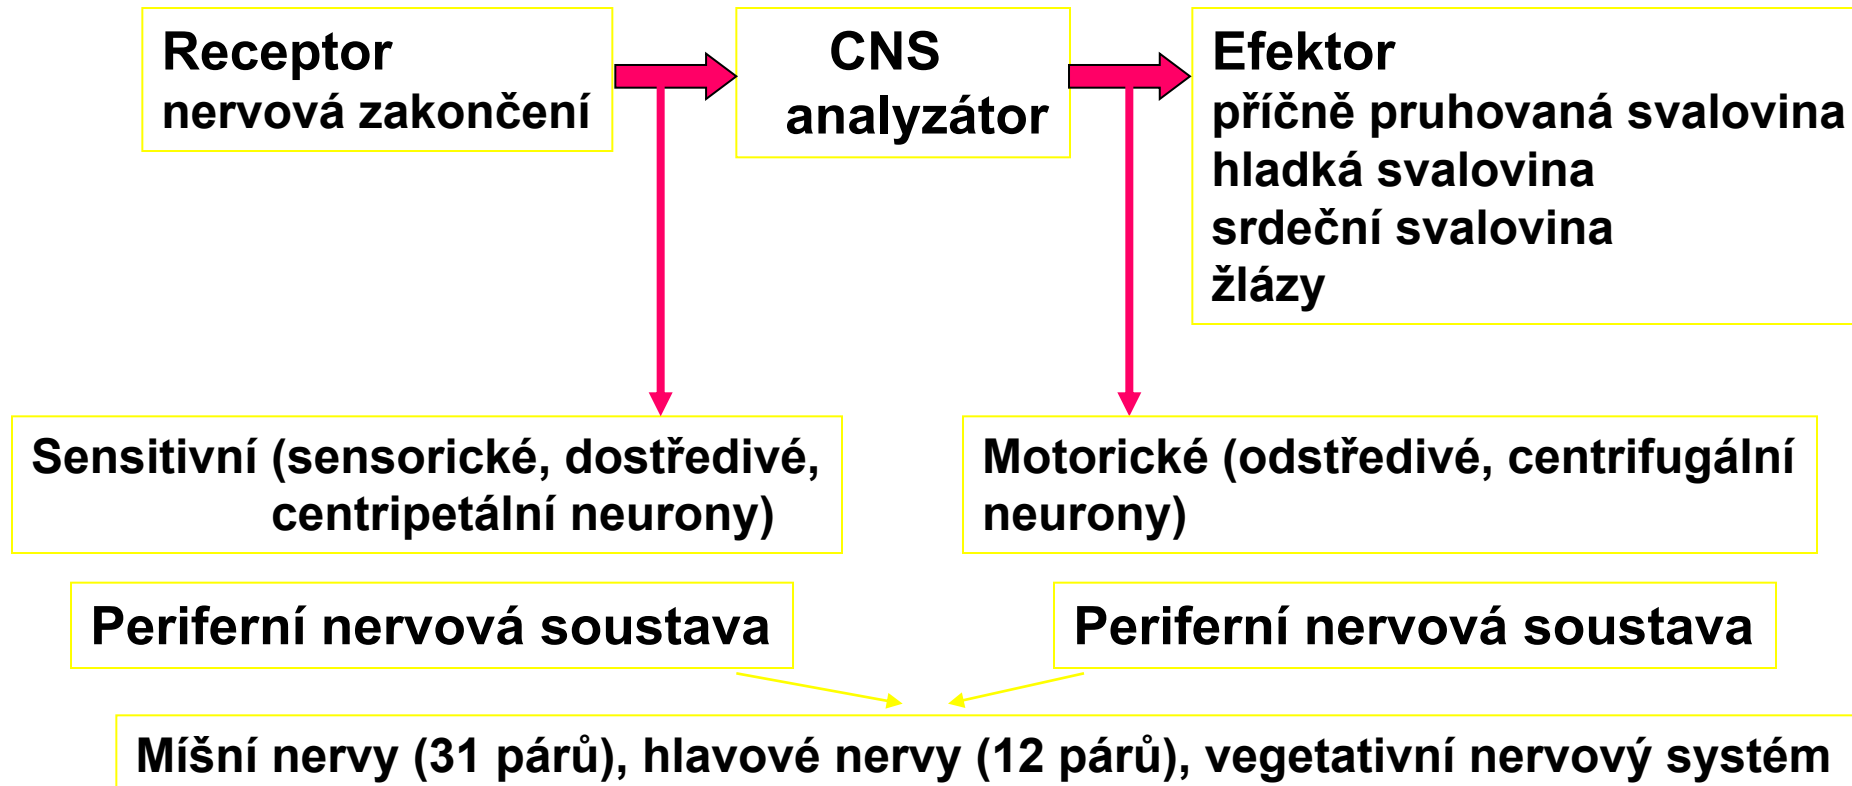 Receptor
nervová zakončení
CNS
analyzátor
Efektor
příčně pruhovaná svalovina
hladká svalovina
srdeční svalovina
žlázy
Sensitivní (sensorické, dostředivé,
centripetální neurony)
Motorické (odstředivé, centrifugální
neurony)
Periferní nervová soustava
Periferní nervová soustava
Míšní nervy (31 párů), hlavové nervy (12 párů), vegetativní nervový systém